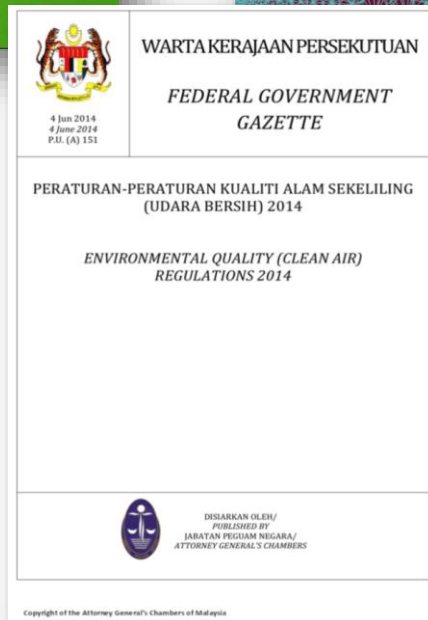 WARTA KERAJAAN PERSEKUTUAN
FEDERAL GOVERNMENT
GAZETTE
4 Jun 2014
4 June 2014
P.U. (A) 151
PERATURAN-PERATURAN KUALITI ALAM SEKELILING
(UDARA BERSIH) 2014
ENVIRONMENTAL QUALITY (CLEAN AIR)
REGULATIONS 2014
DISIARKAN OLEH/
PUBLISHED BY
JABATAN PEGUAM NEGARA/
ATTORNEY GENERAL'S CHAMBERS
Copyright of the Attorney General's Chambers of Malaysia